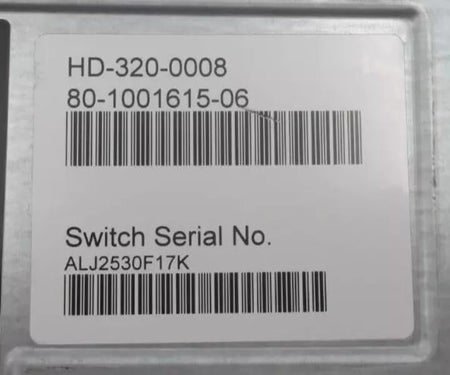 HD-320-0008
80-1001615-06
Switch Serial No.
ALJ2530F17K